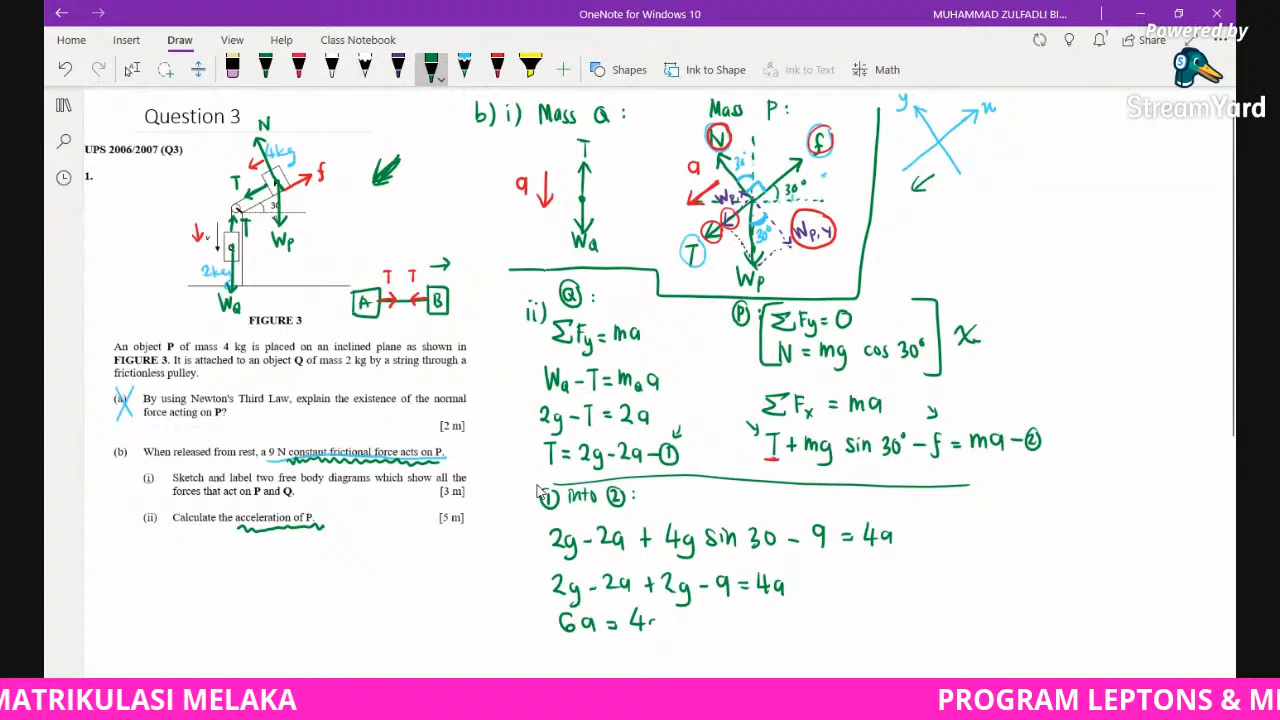 OneNote for Windows 10
MUHAMMAD ZULFADLI BI...
Powered by
StreamYard
Home Insert Draw View Help Class Notebook
Share
Shapes Ink to Shape Ink to Text Math
Question 3
UPS 2006/2007 (Q3)
1.
N
4kg
f
T
P
30
T
v
Q
WP
2kg
WQ
T T
A B
FIGURE 3
An object P of mass 4 kg is placed on an inclined plane as shown in
FIGURE 3. It is attached to an object Q of mass 2 kg by a string through a
frictionless pulley.
(a) By using Newton's Third Law, explain the existence of the normal
force acting on P?
[2 m]
(b) When released from rest, a 9 N constant frictional force acts on P.
(i) Sketch and label two free body diagrams which show all the
forces that act on P and Q. [3 m]
(ii) Calculate the acceleration of P. [5 m]
b) i) Mass Q :
T
a
WQ
Mass P :
N
f
a
30°
30°
WP,x
30°
WP,y
T
WP
y x
ii) Q :
ΣFy = ma
WQ - T = mQa
2g - T = 2a
T = 2g - 2a - ①
P :
ΣFy = 0
N = mg cos 30°
X
ΣFx = ma
T + mg sin 30° - f = ma - ②
① into ② :
2g - 2a + 4g sin 30 - 9 = 4a
2g - 2a + 2g - 9 = 4a
6a = 4
MATRIKULASI MELAKA
PROGRAM LEPTONS & M